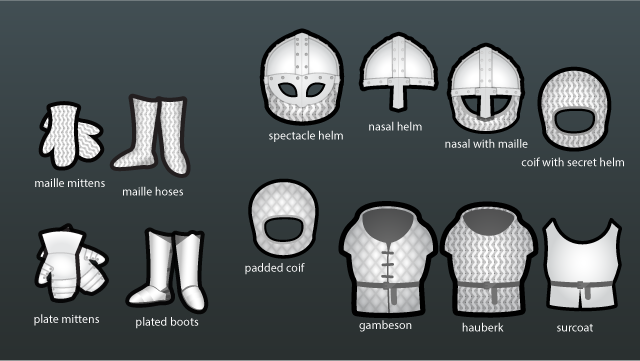 spectacle helm
nasal helm
nasal with maille
coif with secret helm
maille mittens
maille hoses
padded coif
plate mittens
plated boots
gambeson
hauberk
surcoat